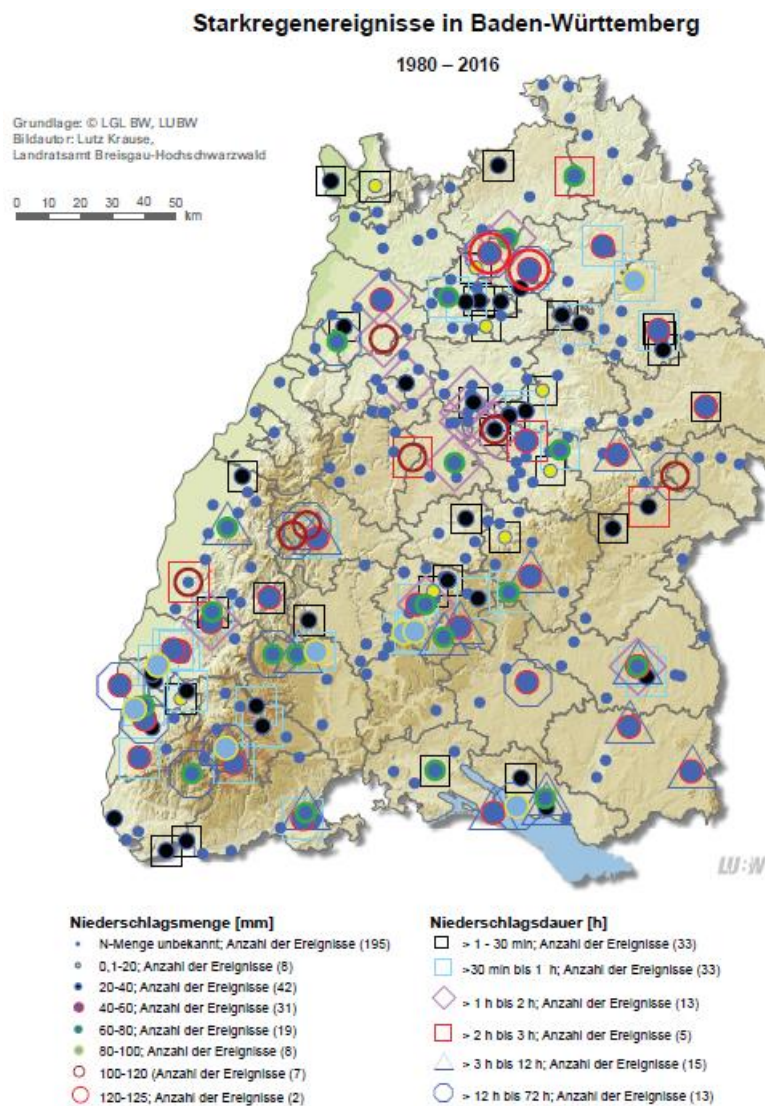 Starkregenereignisse in Baden-Württemberg
1980 – 2016
Grundlage: © LGL BW, LUBW
Bildautor: Lutz Krause,
Landratsamt Breisgau-Hochschwarzwald
0 10 20 30 40 50
km
LU:W
Niederschlagsmenge [mm]
N-Menge unbekannt; Anzahl der Ereignisse (195)
0,1-20; Anzahl der Ereignisse (8)
20-40; Anzahl der Ereignisse (42)
40-60; Anzahl der Ereignisse (31)
60-80; Anzahl der Ereignisse (19)
80-100; Anzahl der Ereignisse (8)
100-120 (Anzahl der Ereignisse (7)
120-125; Anzahl der Ereignisse (2)
Niederschlagsdauer [h]
> 1 - 30 min; Anzahl der Ereignisse (33)
>30 min bis 1 h; Anzahl der Ereignisse (33)
> 1 h bis 2 h; Anzahl der Ereignisse (13)
> 2 h bis 3 h; Anzahl der Ereignisse (5)
> 3 h bis 12 h; Anzahl der Ereignisse (15)
> 12 h bis 72 h; Anzahl der Ereignisse (13)